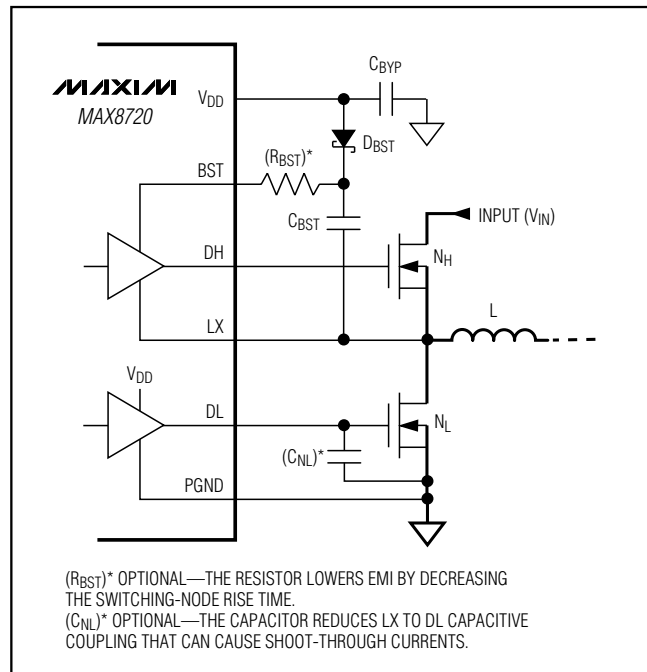 MAXIM
MAX8720
VDD
CBYP
DBST
(RBST)*
BST
CBST
INPUT (VIN)
DH
NH
L
LX
VDD
DL
NL
(CNL)*
PGND
(RBST)* OPTIONAL—THE RESISTOR LOWERS EMI BY DECREASING
THE SWITCHING-NODE RISE TIME.
(CNL)* OPTIONAL—THE CAPACITOR REDUCES LX TO DL CAPACITIVE
COUPLING THAT CAN CAUSE SHOOT-THROUGH CURRENTS.